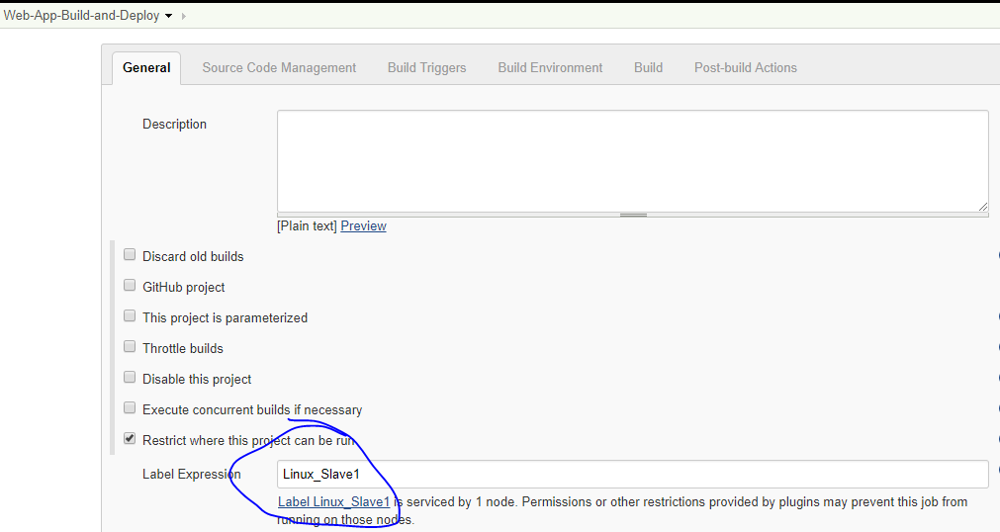 Web-App-Build-and-Deploy
General Source Code Management Build Triggers Build Environment Build Post-build Actions
Description
[Plain text] Preview
Discard old builds
GitHub project
This project is parameterized
Throttle builds
Disable this project
Execute concurrent builds if necessary
Restrict where this project can be run
Label Expression Linux_Slave1
Label Linux_Slave1 is serviced by 1 node. Permissions or other restrictions provided by plugins may prevent this job from
running on those nodes.